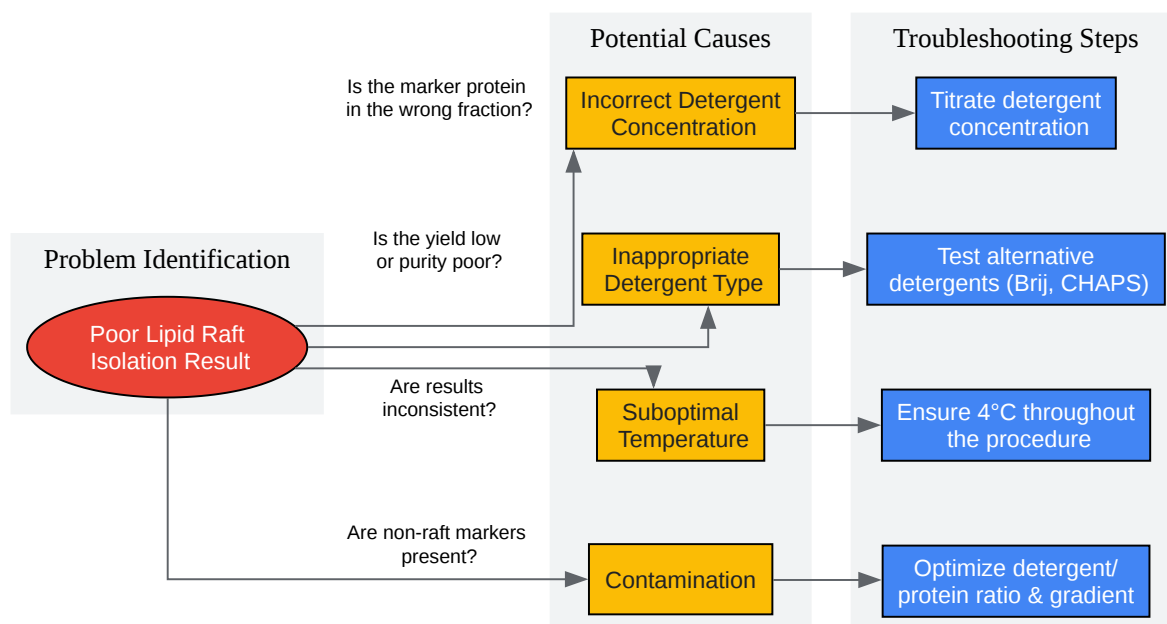 Potential Causes
Troubleshooting Steps
Is the marker protein
in the wrong fraction?
Incorrect Detergent
Concentration
Titrate detergent
concentration
Is the yield low
or purity poor?
Inappropriate
Detergent Type
Test alternative
detergents (Brij, CHAPS)
Problem Identification
Poor Lipid Raft
Isolation Result
Are results
inconsistent?
Suboptimal
Temperature
Ensure 4°C throughout
the procedure
Are non-raft markers
present?
Contamination
Optimize detergent/
protein ratio & gradient